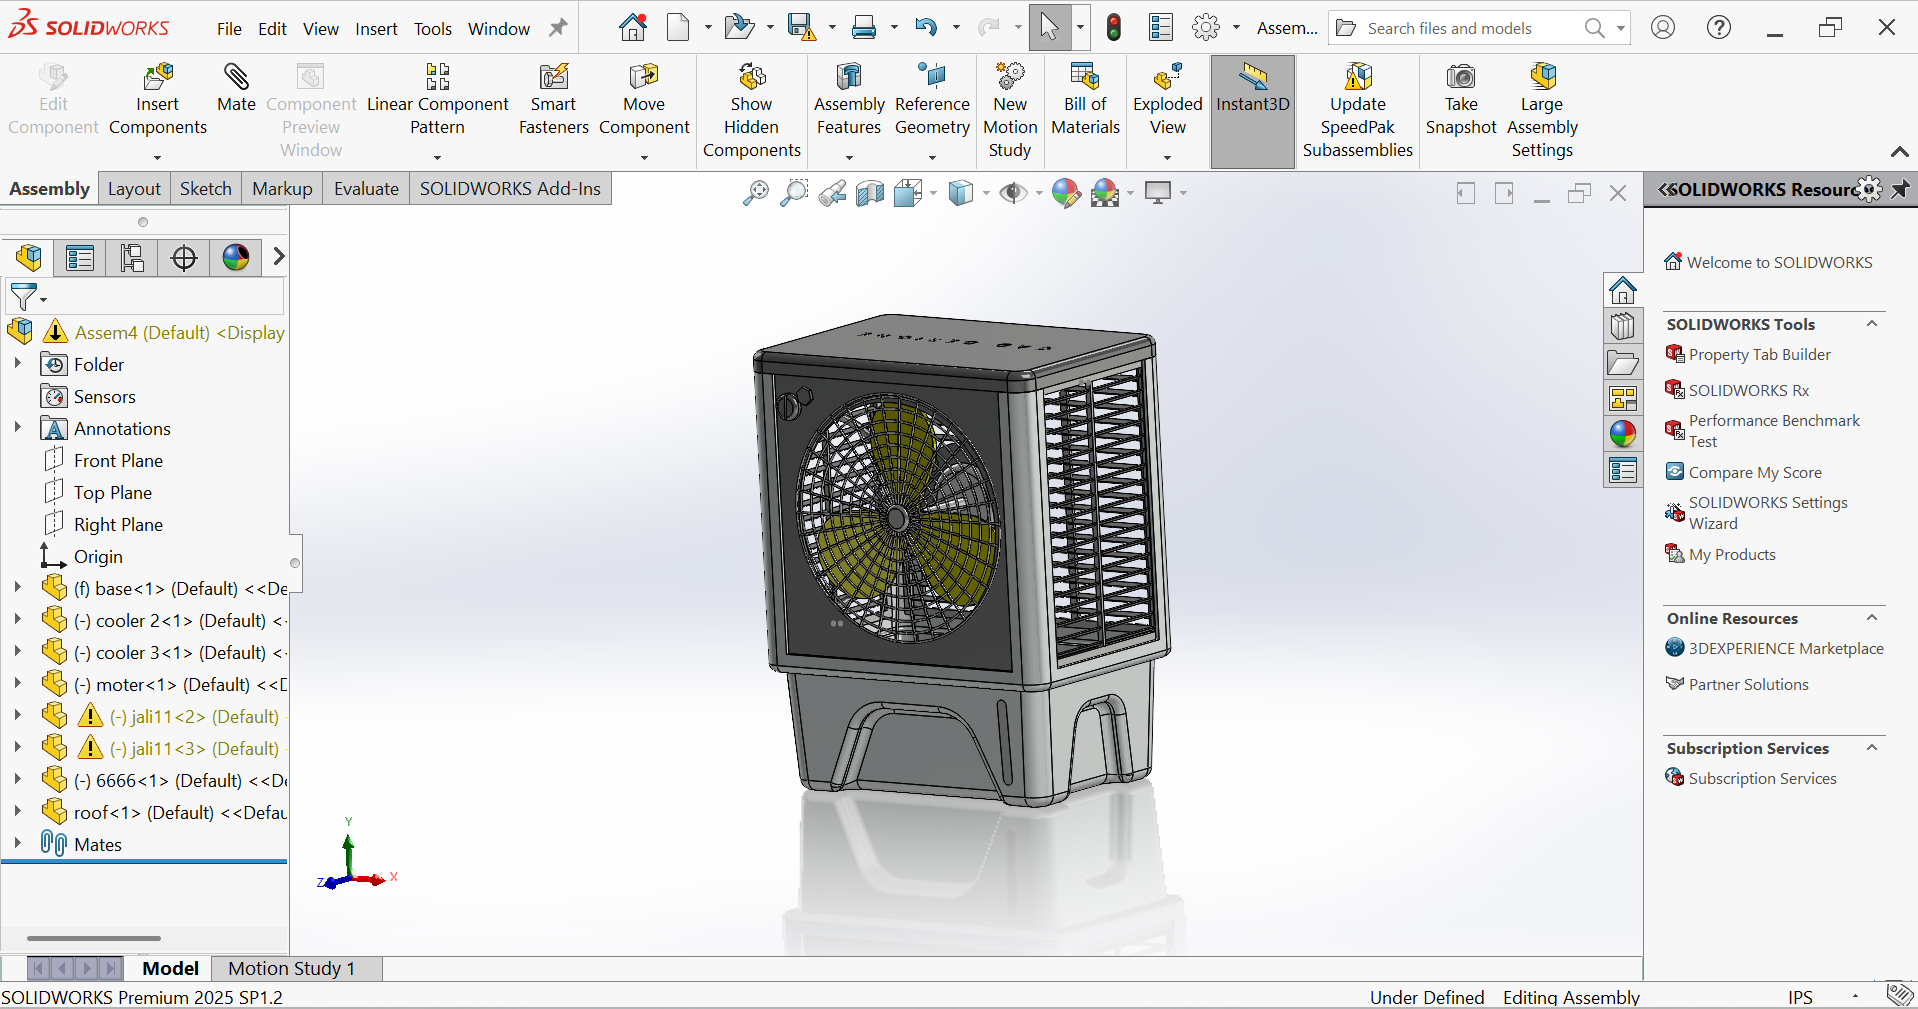 SOLIDWORKS
File Edit View Insert Tools Window
Assem...
Search files and models
Edit Component
Insert Components
Mate
Component Preview Window
Linear Component Pattern
Smart Fasteners
Move Component
Show Hidden Components
Assembly Features
Reference Geometry
New Motion Study
Bill of Materials
Exploded View
Instant3D
Update SpeedPak Subassemblies
Take Snapshot
Large Assembly Settings
Assembly Layout Sketch Markup Evaluate SOLIDWORKS Add-Ins
Assem4 (Default) <Display
Folder
Sensors
Annotations
Front Plane
Top Plane
Right Plane
Origin
(f) base<1> (Default) <<De
(-) cooler 2<1> (Default) <
(-) cooler 3<1> (Default) <
(-) moter<1> (Default) <<D
(-) jali11<2> (Default)
(-) jali11<3> (Default)
(-) 6666<1> (Default) <<De
roof<1> (Default) <<Defau
Mates
CAD DESIGN
Y
X
Z
SOLIDWORKS Resourc
Welcome to SOLIDWORKS
SOLIDWORKS Tools
Property Tab Builder
SOLIDWORKS Rx
Performance Benchmark
Test
Compare My Score
SOLIDWORKS Settings
Wizard
My Products
Online Resources
3DEXPERIENCE Marketplace
Partner Solutions
Subscription Services
Subscription Services
Model Motion Study 1
SOLIDWORKS Premium 2025 SP1.2
Under Defined Editing Assembly IPS